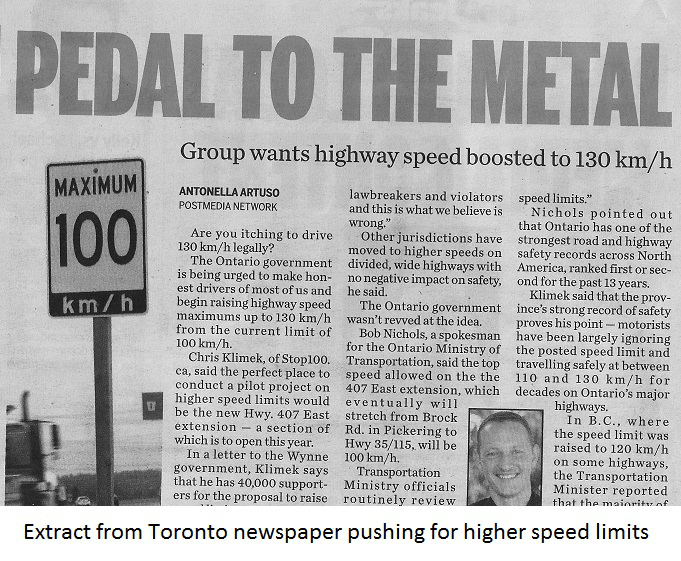 PEDAL TO THE METAL
Group wants highway speed boosted to 130 km/h
MAXIMUM
100
km/h
ANTONELLA ARTUSO
POSTMEDIA NETWORK
Are you itching to drive
130 km/h legally?
The Ontario government
is being urged to make hon-
est drivers of most of us and
begin raising highway speed
maximums up to 130 km/h
from the current limit of
100 km/h.
Chris Klimek, of Stop100.
ca, said the perfect place to
conduct a pilot project on
higher speed limits would
be the new Hwy. 407 East
extension — a section of
which is to open this year.
In a letter to the Wynne
government, Klimek says
that he has 40,000 support-
ers for the proposal to raise
lawbreakers and violators
and this is what we believe is
wrong."
Other jurisdictions have
moved to higher speeds on
divided, wide highways with
no negative impact on safety,
he said.
The Ontario government
wasn't revved at the idea.
Bob Nichols, a spokesman
for the Ontario Ministry of
Transportation, said the top
speed allowed on the the
407 East extension, which
eventually will
stretch from Brock
Rd. in Pickering to
Hwy 35/115, will be
100 km/h.
Transportation
Ministry officials
routinely review
speed limits."
Nichols pointed out
that Ontario has one of the
strongest road and highway
safety records across North
America, ranked first or sec-
ond for the past 13 years.
Klimek said that the prov-
ince's strong record of safety
proves his point — motorists
have been largely ignoring
the posted speed limit and
travelling safely at between
110 and 130 km/h for
decades on Ontario's major
highways.
In B.C., where
the speed limit was
raised to 120 km/h
on some highways,
the Transportation
Minister reported
that the majority of
Extract from Toronto newspaper pushing for higher speed limits